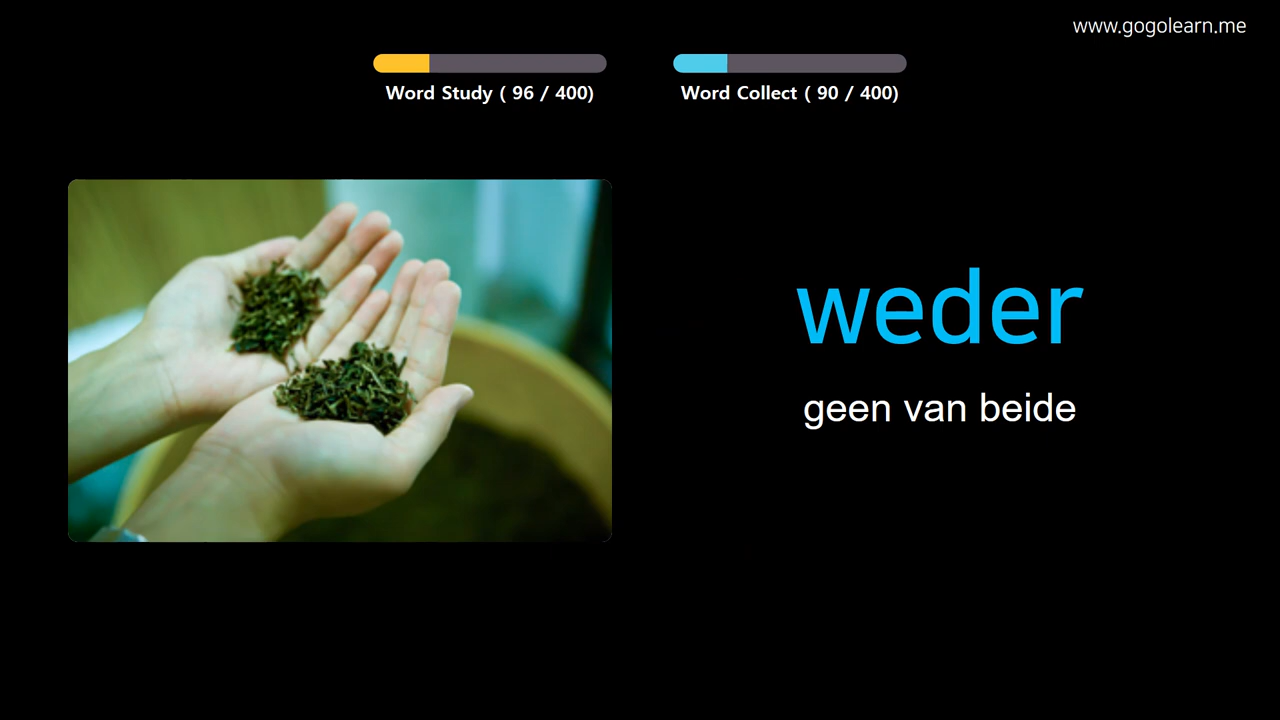 www.gogolearn.me
Word Study ( 96 / 400)
Word Collect ( 90 / 400)
weder
geen van beide